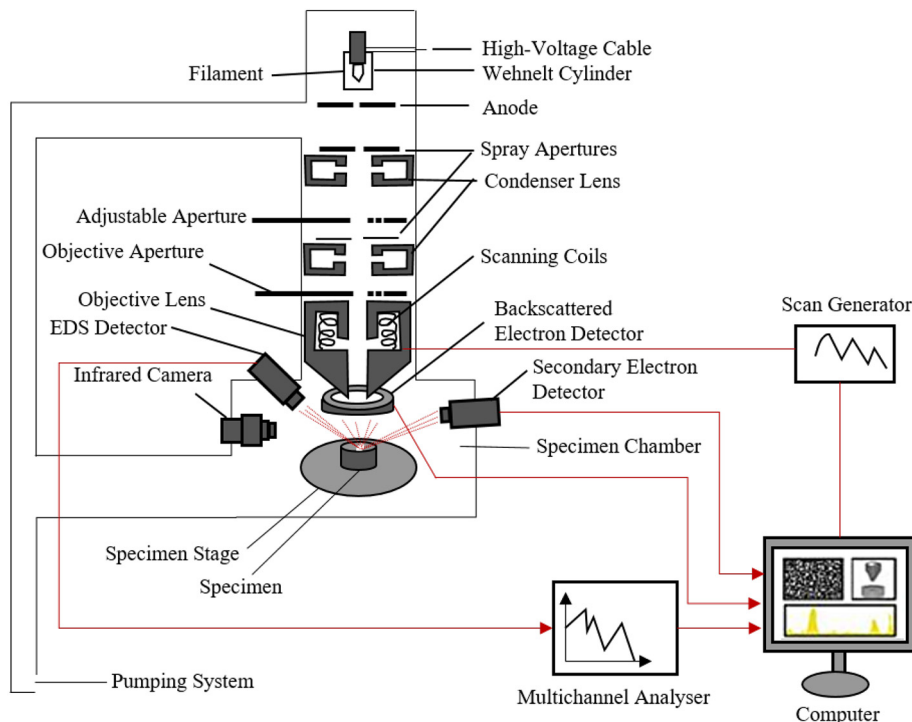 High-Voltage Cable
Filament
Wehnelt Cylinder
Anode
Spray Apertures
Condenser Lens
Adjustable Aperture
Objective Aperture
Scanning Coils
Objective Lens
EDS Detector
Backscattered
Electron Detector
Scan Generator
Infrared Camera
Secondary Electron
Detector
Specimen Chamber
Specimen Stage
Specimen
Pumping System
Multichannel Analyser
Computer